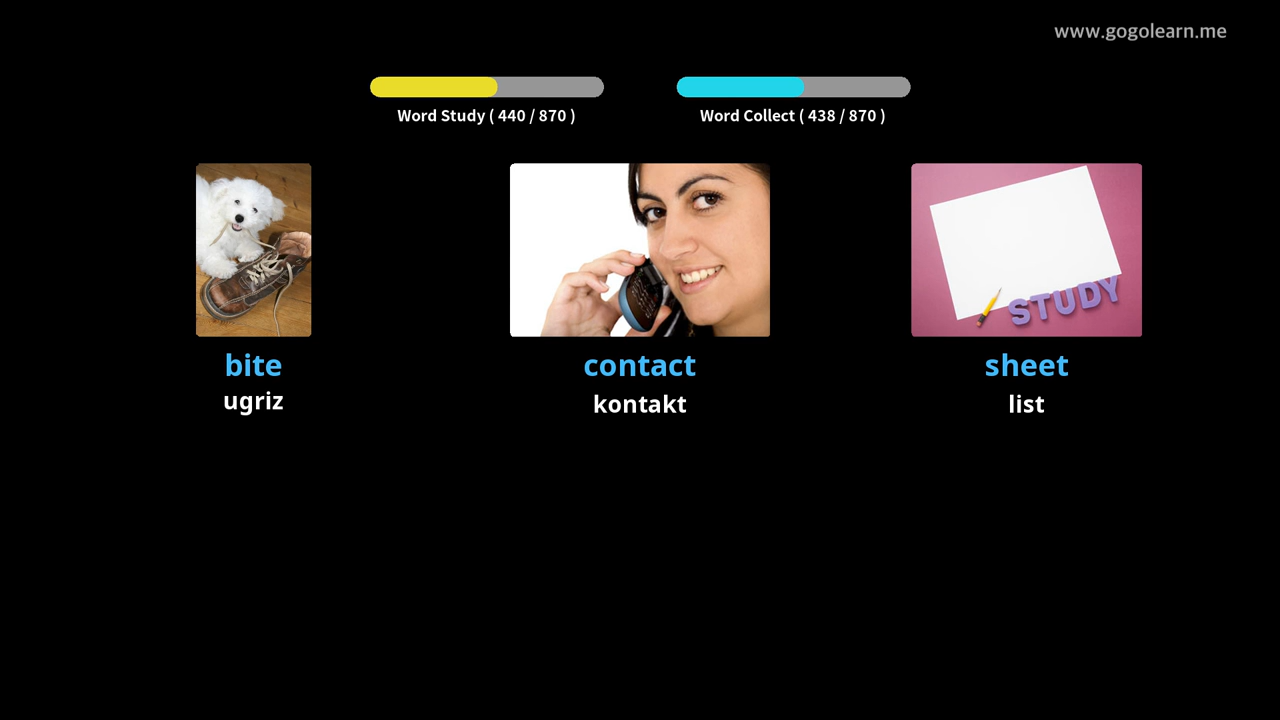 www.gogolearn.me
Word Study ( 440 / 870 )
Word Collect ( 438 / 870 )
STUDY
bite
contact
sheet
ugriz
kontakt
list